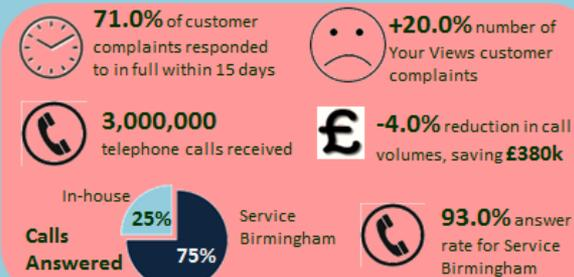 71.0% of customer
complaints responded
to in full within 15 days
+20.0% number of
Your Views customer
complaints
3,000,000
telephone calls received
£
-4.0% reduction in call
volumes, saving £380k
In-house
25%
Calls
Answered
75%
Service
Birmingham
93.0% answer
rate for Service
Birmingham